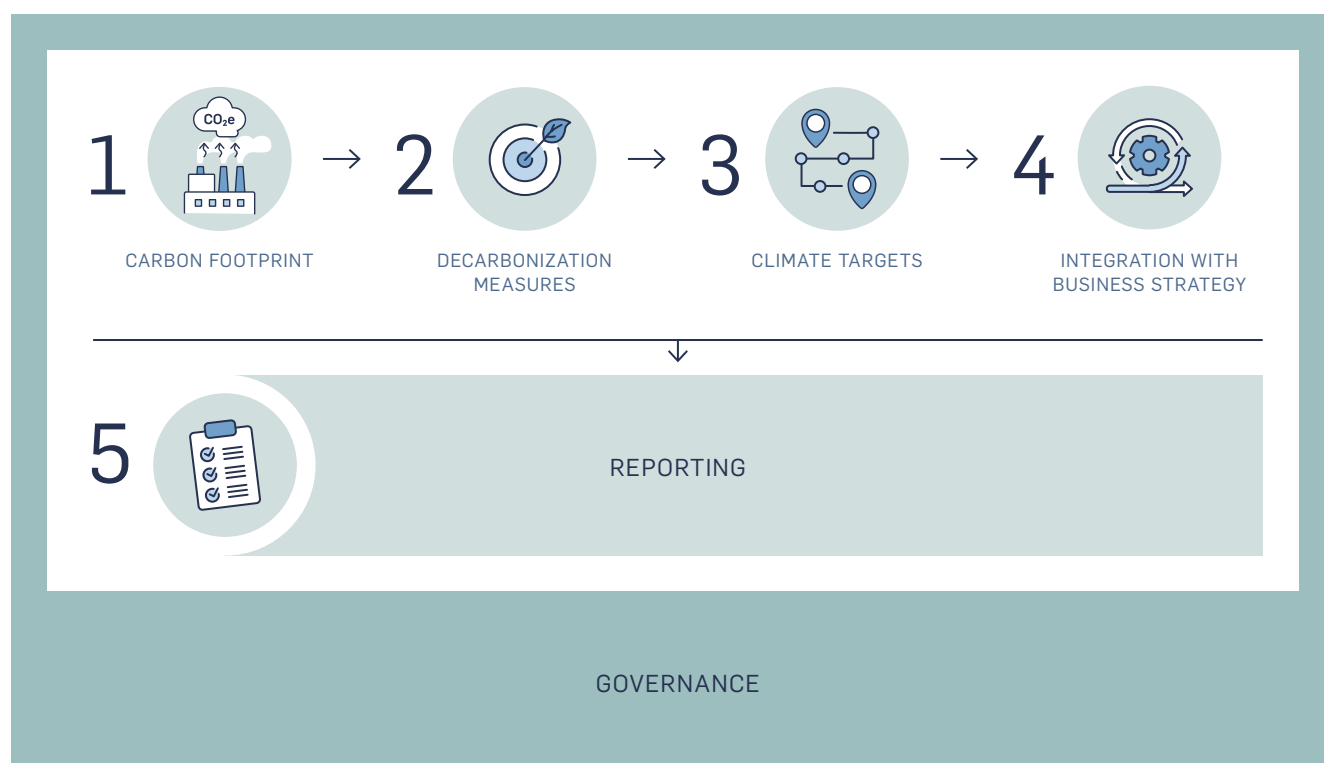 1
CO₂e
CARBON FOOTPRINT
2
DECARBONIZATION
MEASURES
3
CLIMATE TARGETS
4
INTEGRATION WITH
BUSINESS STRATEGY
5
REPORTING
GOVERNANCE